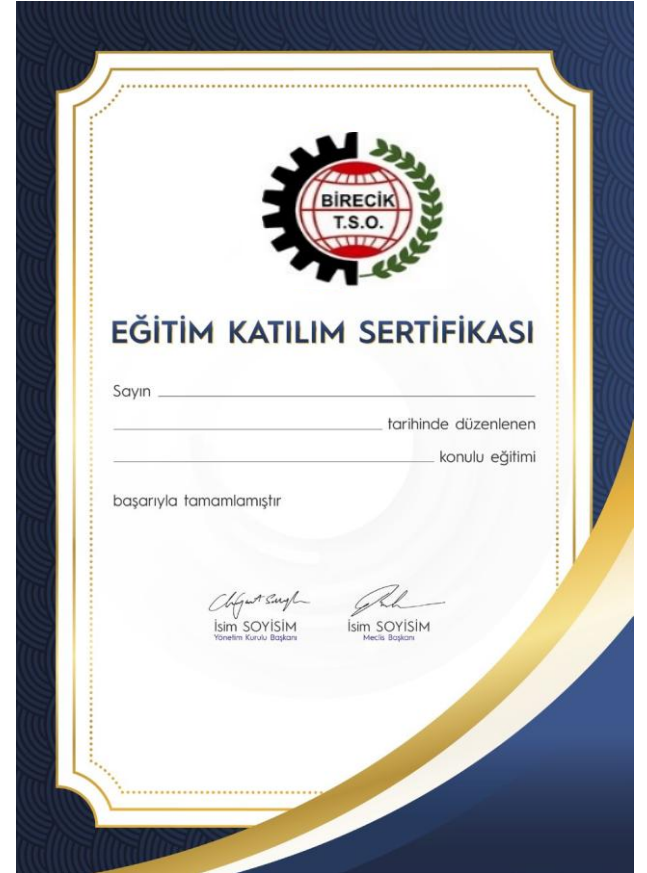 BİRECİK
T.S.O.
EĞİTİM KATILIM SERTİFİKASI
Sayın
tarihinde düzenlenen
konulu eğitimi
başarıyla tamamlamıştır
İsim SOYİSİM İsim SOYİSİM
Yönetim Kurulu Başkanı Meclis Başkanı